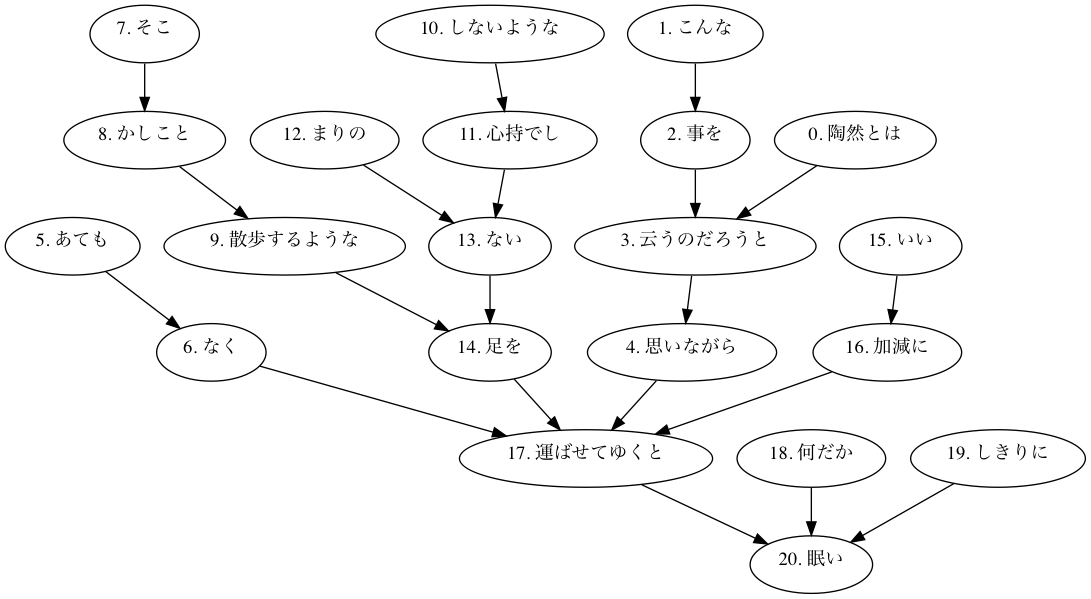 7. そこ
10. しないような
1. こんな
8. かしこと
12. まりの
11. 心持でし
2. 事を
0. 陶然とは
5. あても
9. 散歩するような
13. ない
3. 云うのだろうと
15. いい
6. なく
14. 足を
4. 思いながら
16. 加減に
17. 運ばせてゆくと
18. 何だか
19. しきりに
20. 眠い